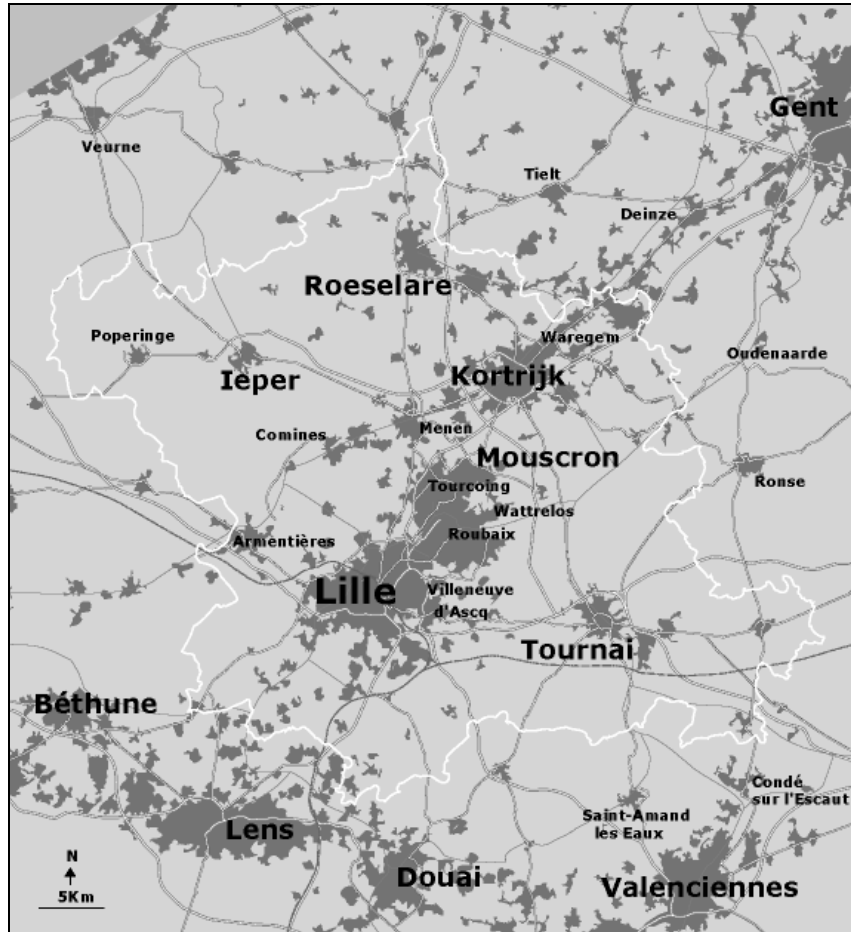 Gent
Veurne
Tielt
Deinze
Roeselare
Poperinge
Waregem
Oudenaarde
Ieper
Kortrijk
Menen
Comines
Mouscron
Ronse
Tourcoing
Wattrelos
Armentières
Roubaix
Lille
Villeneuve
d'Ascq
Tournai
Béthune
Condé
sur l'Escaut
Saint-Amand
lès Eaux
Lens
Douai
Valenciennes
N
5Km